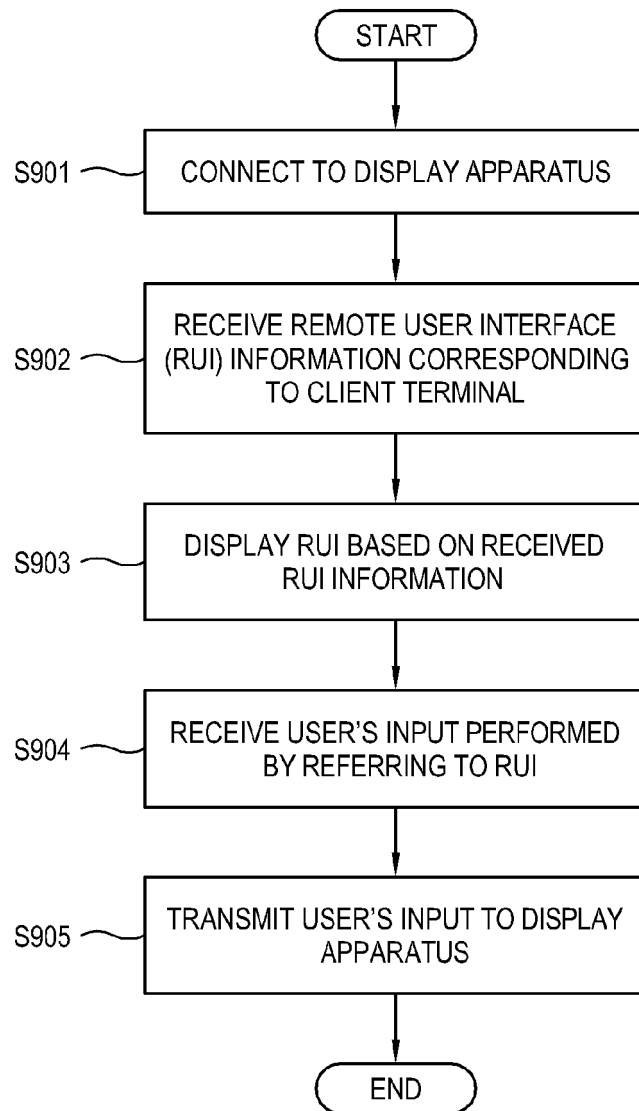 START
S901
CONNECT TO DISPLAY APPARATUS
S902
RECEIVE REMOTE USER INTERFACE
(RUI) INFORMATION CORRESPONDING
TO CLIENT TERMINAL
S903
DISPLAY RUI BASED ON RECEIVED
RUI INFORMATION
S904
RECEIVE USER'S INPUT PERFORMED
BY REFERRING TO RUI
S905
TRANSMIT USER'S INPUT TO DISPLAY
APPARATUS
END